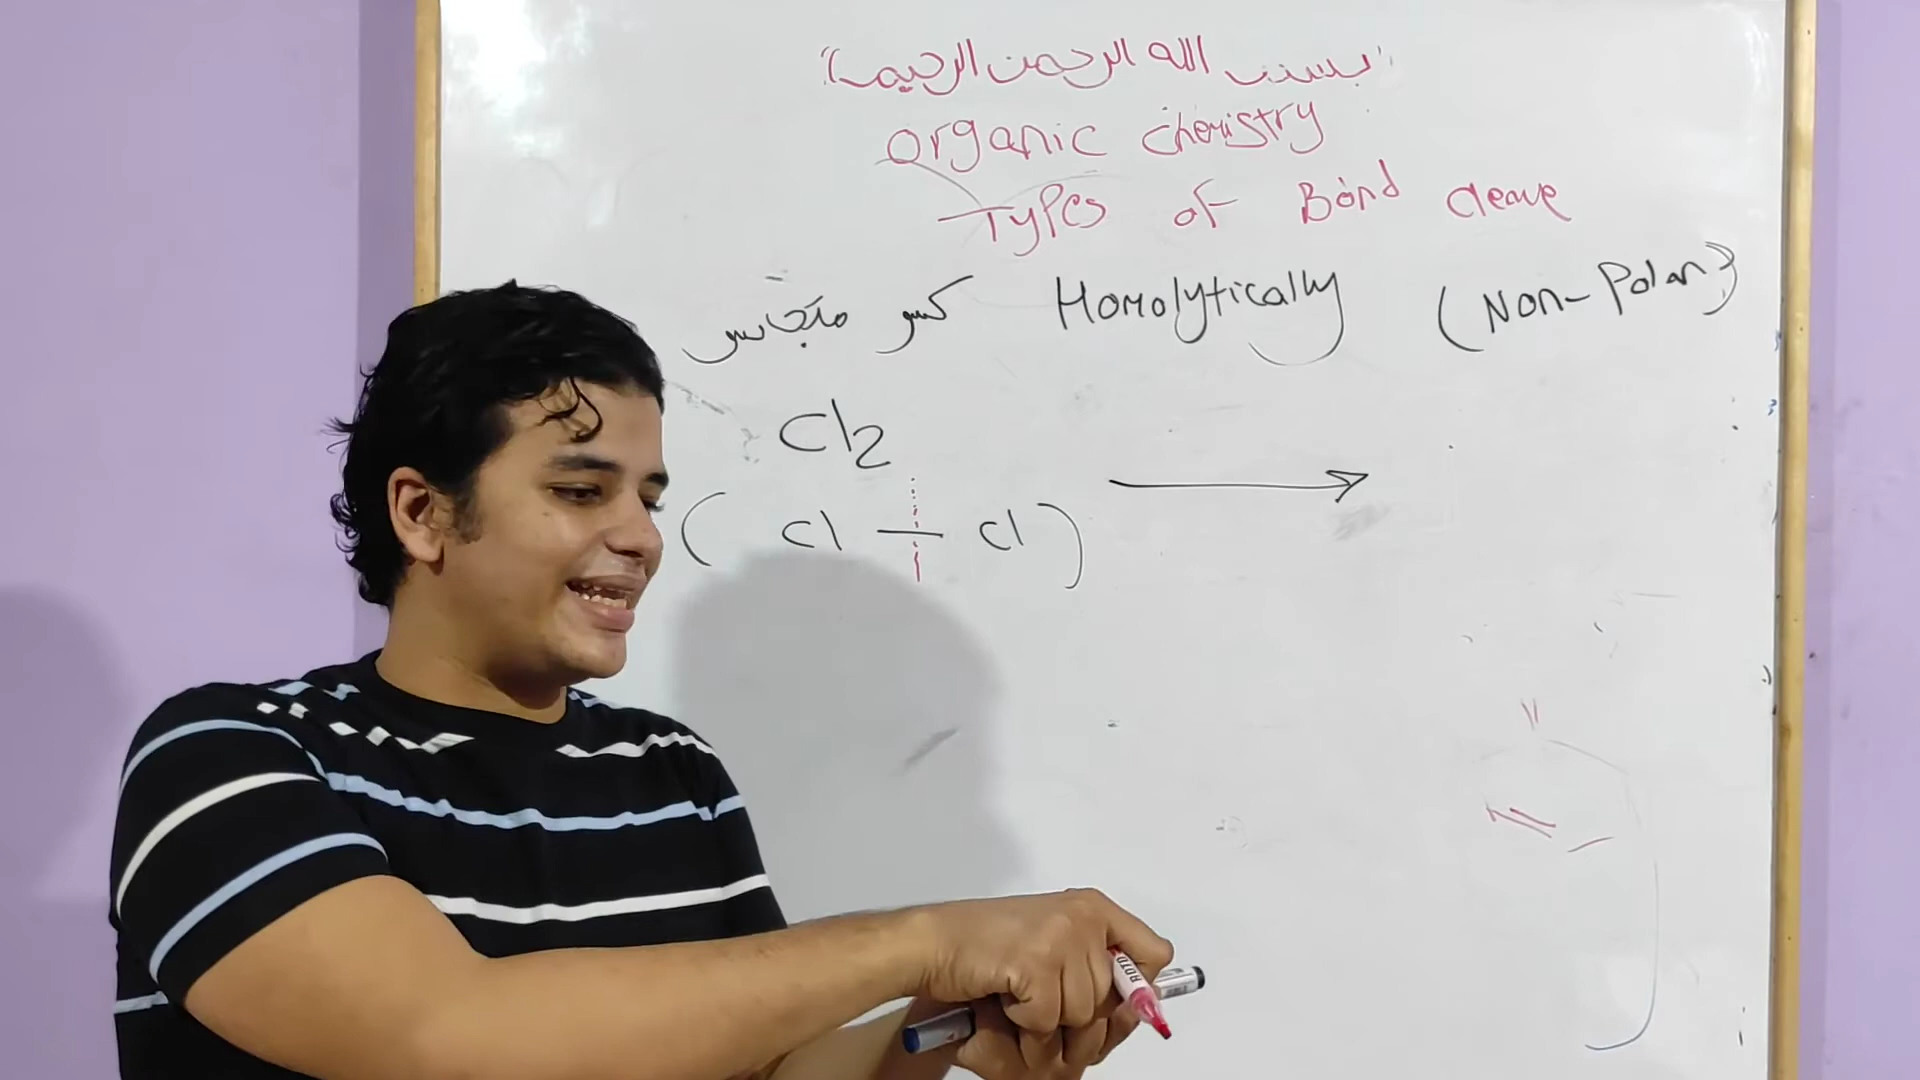 "بسم الله الرحمن الرحيم"
Organic chemistry
Types of Bond cleave
كسر متجانس Homolytically (Non-Polar)
Cl2
( Cl — Cl ) →